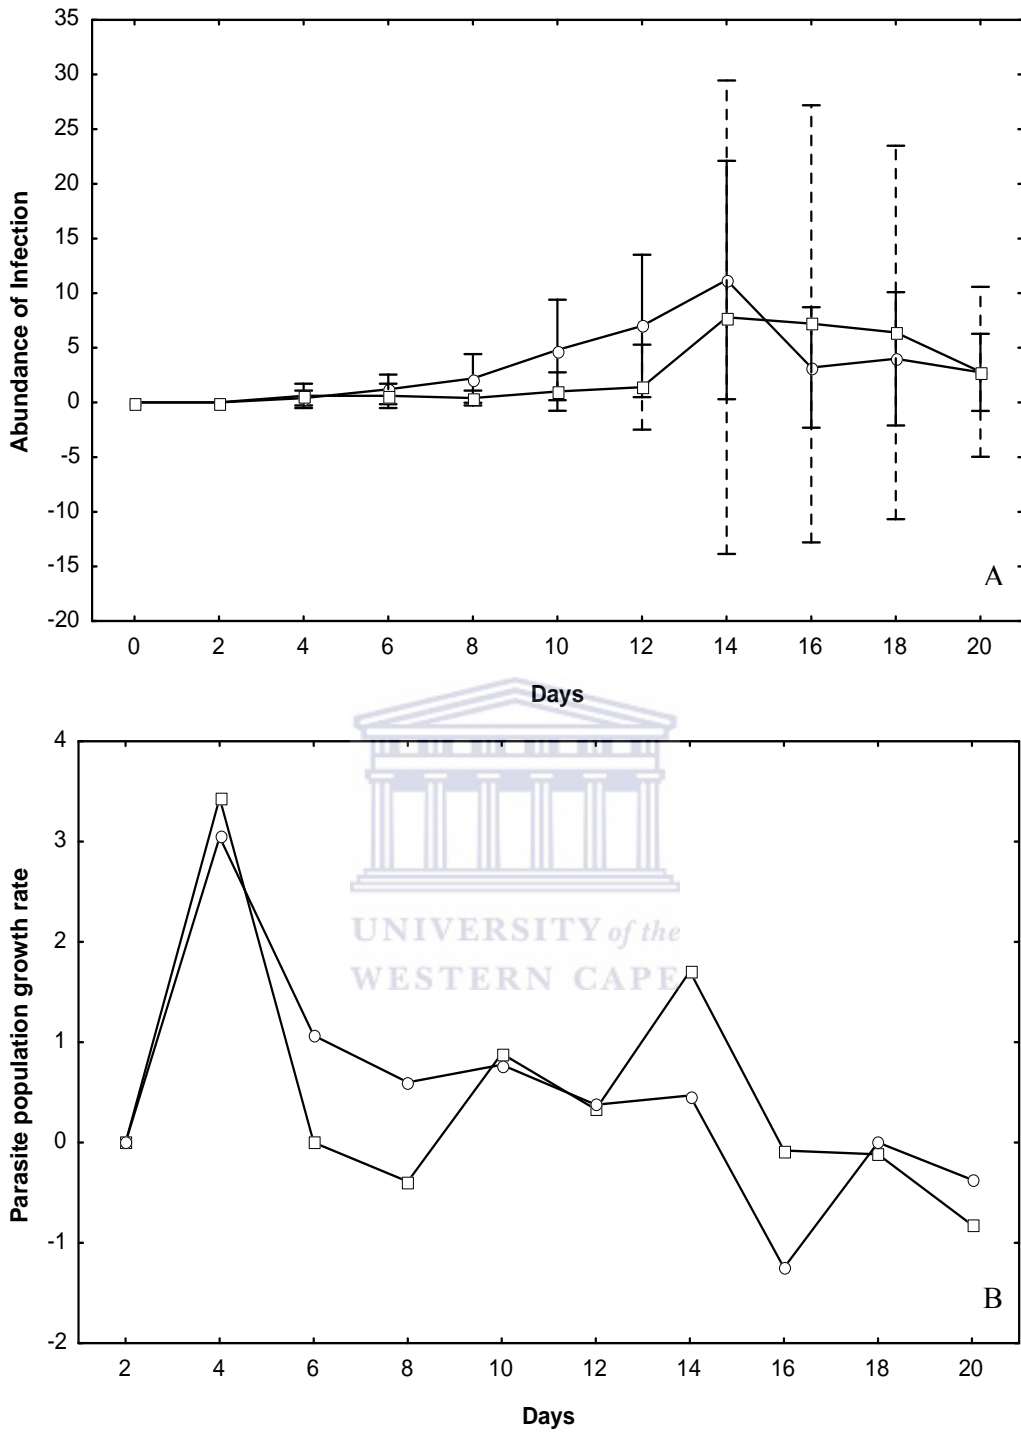 35
30
25
20
15
10
5
0
-5
-10
-15
-20
Abundance of Infection
A
0 2 4 6 8 10 12 14 16 18 20
Days
4
3
2
1
0
-1
-2
Parasite population growth rate
UNIVERSITY of the
WESTERN CAPE
B
2 4 6 8 10 12 14 16 18 20
Days